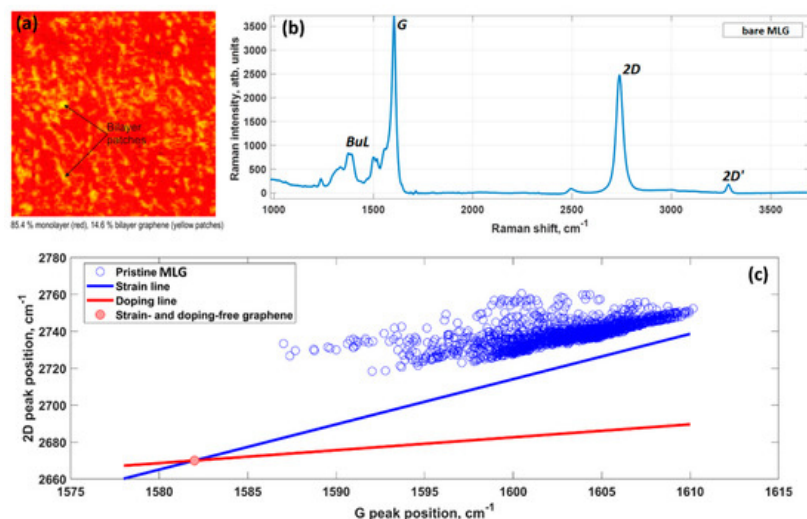 (a)
Bilayer
patches
85.4 % monolayer (red), 14.6 % bilayer graphene (yellow patches)
(b)
bare MLG
G
2D
BuL
2D'
Raman intensity, atb. units
3500
3000
2500
2000
1500
1000
500
0
1000 1500 2000 2500 3000 3500
Raman shift, cm-1
(c)
Pristine MLG
Strain line
Doping line
Strain- and doping-free graphene
2D peak position, cm-1
2780
2760
2740
2720
2700
2680
2660
1575 1580 1585 1590 1595 1600 1605 1610 1615
G peak position, cm-1